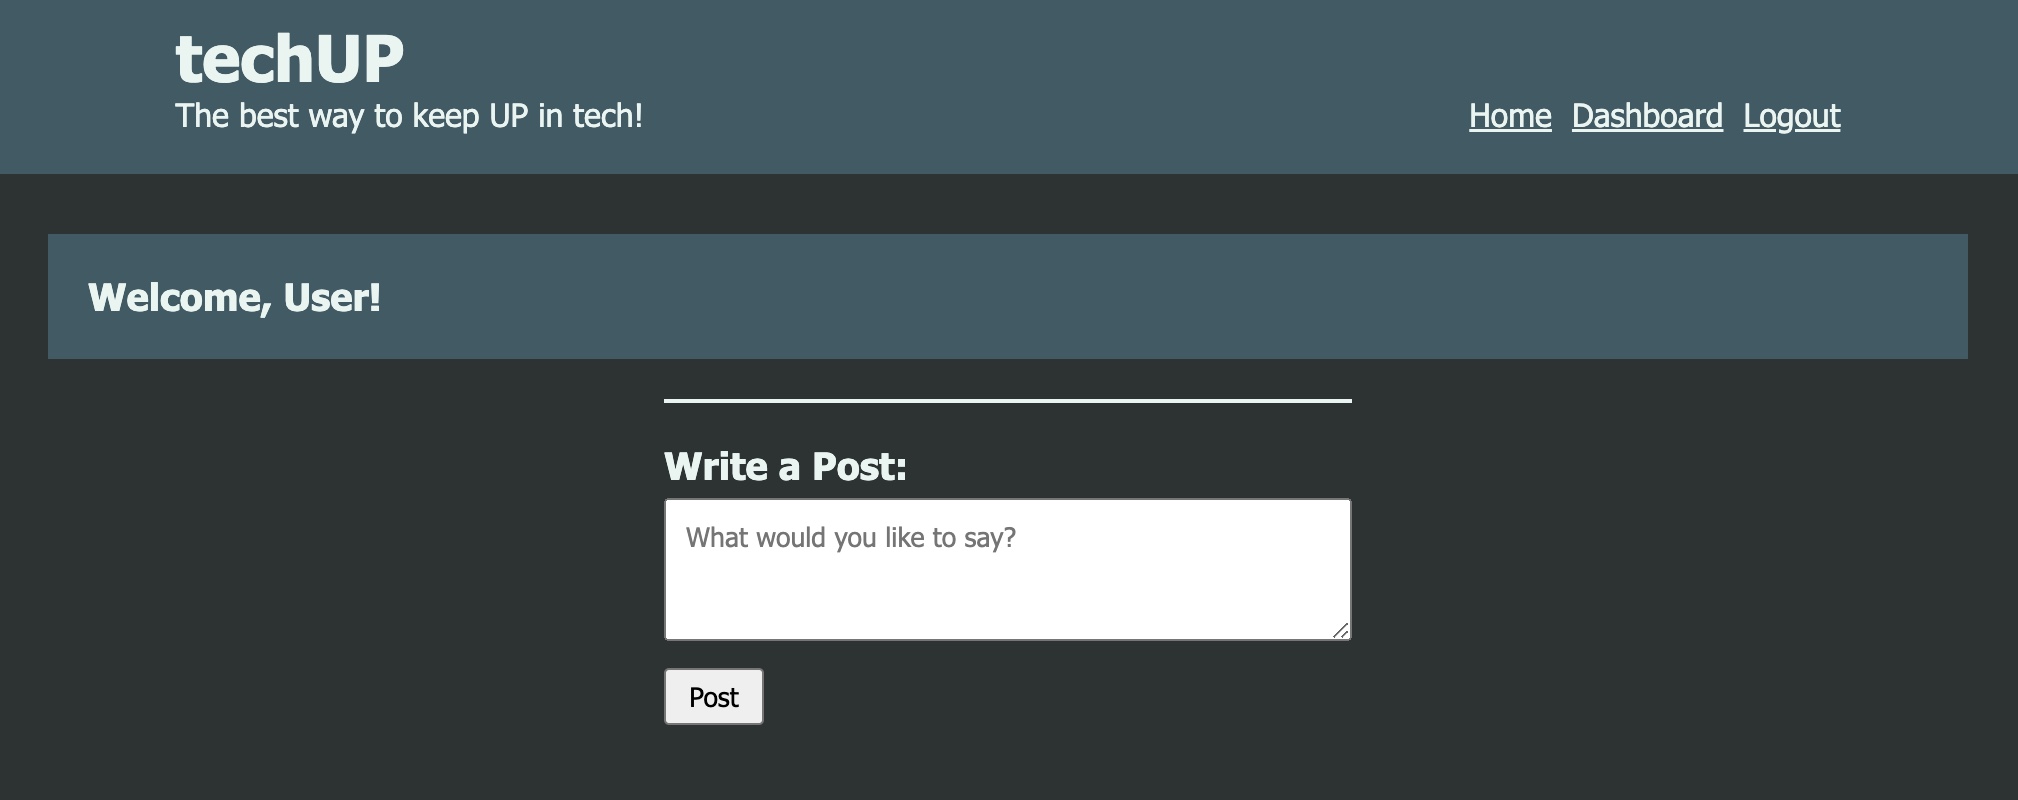 techUP
The best way to keep UP in tech!
Home Dashboard Logout
Welcome, User!
Write a Post:
What would you like to say?
Post